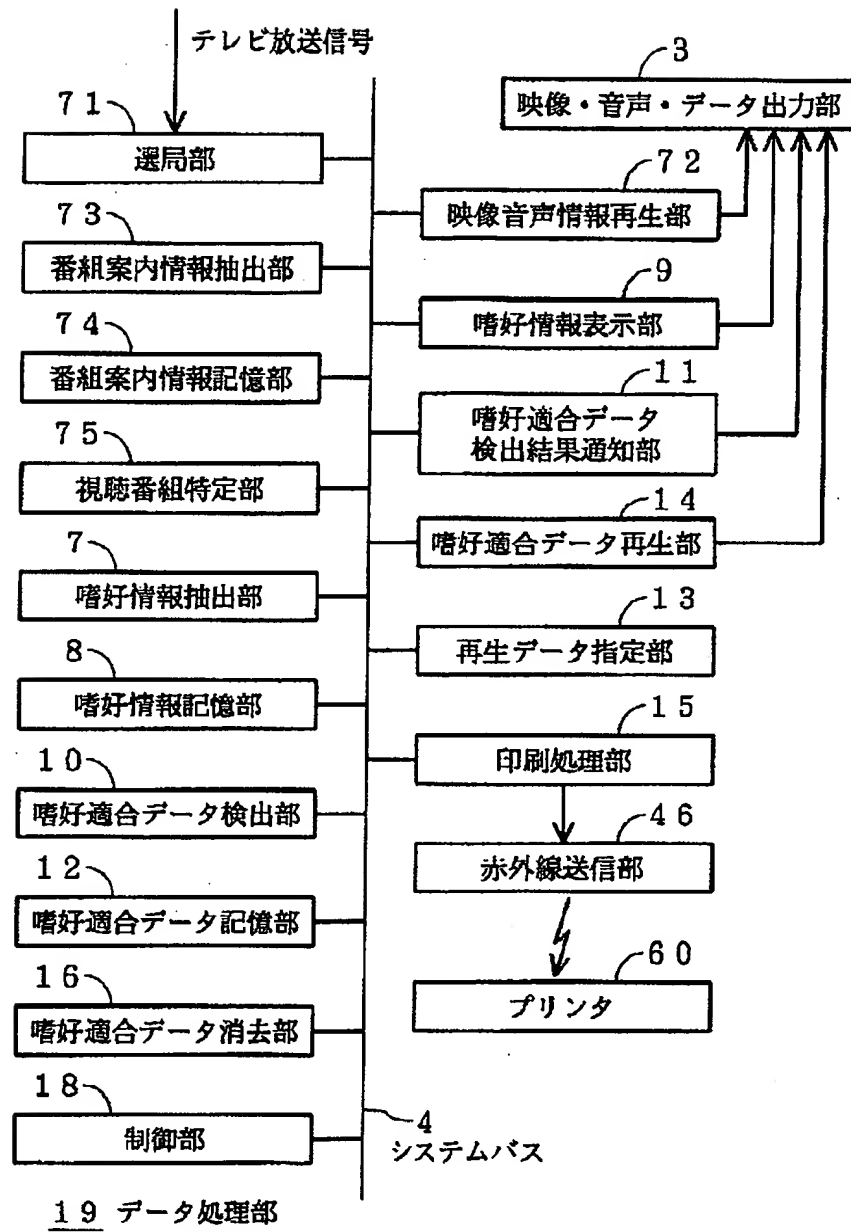 テレビ放送信号
７１
選局部
７３
番組案内情報抽出部
７４
番組案内情報記憶部
７５
視聴番組特定部
７
嗜好情報抽出部
８
嗜好情報記憶部
１０
嗜好適合データ検出部
１２
嗜好適合データ記憶部
１６
嗜好適合データ消去部
１８
制御部
３
映像・音声・データ出力部
７２
映像音声情報再生部
９
嗜好情報表示部
１１
嗜好適合データ
検出結果通知部
１４
嗜好適合データ再生部
１３
再生データ指定部
１５
印刷処理部
４６
赤外線送信部
６０
プリンタ
４
システムバス
１９ データ処理部